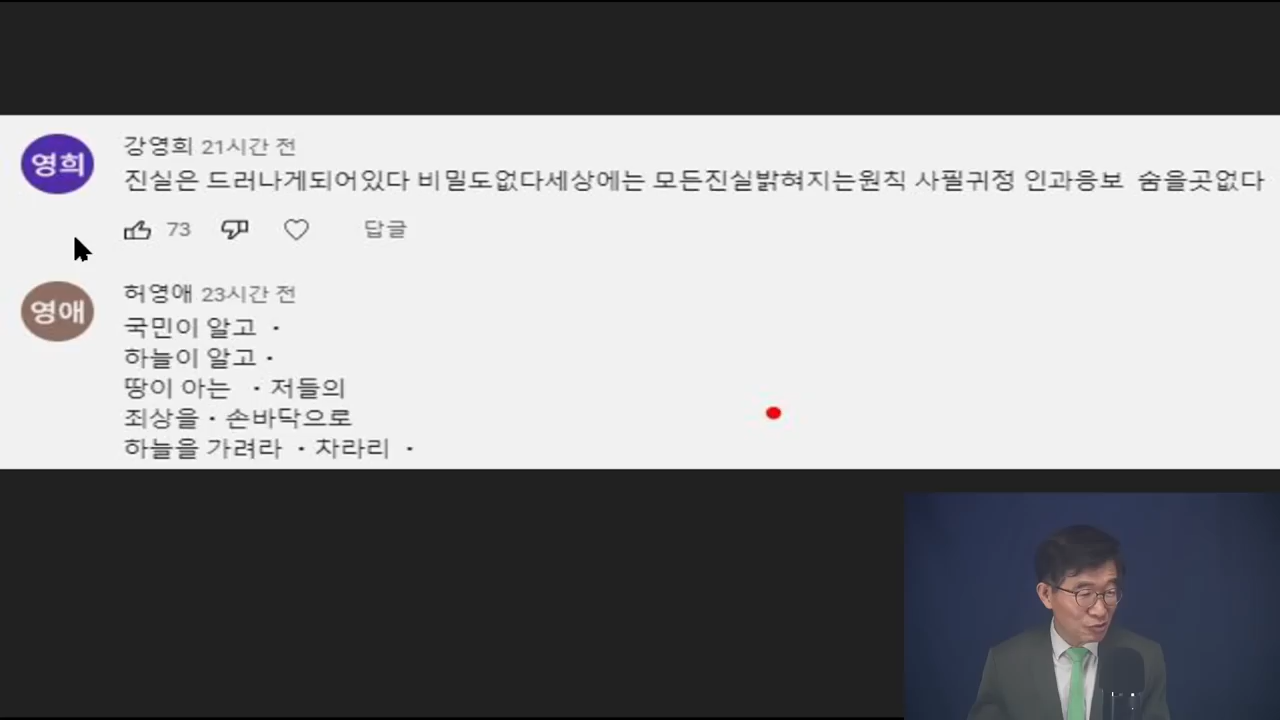 영희
강영희 21시간 전
진실은 드러나게되어있다 비밀도없다세상에는 모든진실밝혀지는원칙 사필귀정 인과응보 숨을곳없다
73 답글
영애
허영애 23시간 전
국민이 알고 ·
하늘이 알고 ·
땅이 아는 · 저들의
죄상을 · 손바닥으로
하늘을 가려라 · 차라리 ·